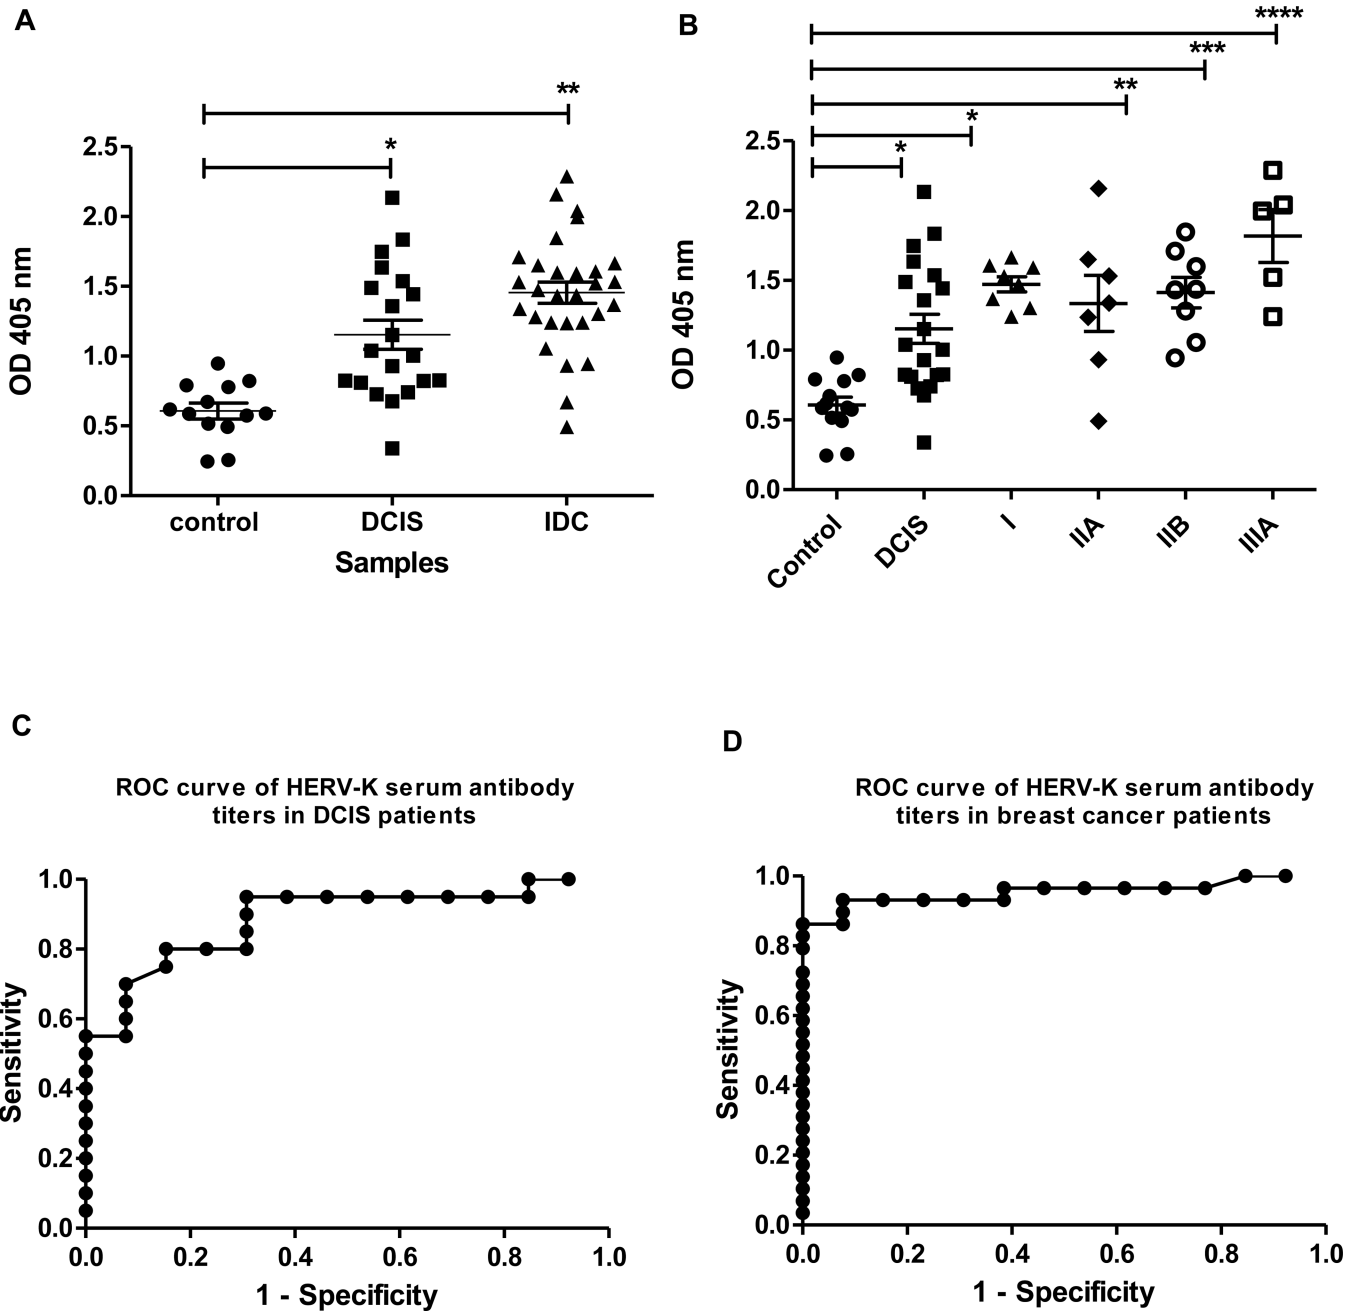 A
**
*
2.5
2.0
1.5
1.0
0.5
0.0
OD 405 nm
control
DCIS
IDC
Samples
B
****
***
**
*
*
2.5
2.0
1.5
1.0
0.5
0.0
OD 405 nm
Control
DCIS
I
IIA
IIB
IIIA
C
ROC curve of HERV-K serum antibody
titers in DCIS patients
1.0
0.8
0.6
0.4
0.2
0.0
Sensitivity
0.0
0.2
0.4
0.6
0.8
1.0
1 - Specificity
D
ROC curve of HERV-K serum antibody
titers in breast cancer patients
1.0
0.8
0.6
0.4
0.2
0.0
Sensitivity
0.0
0.2
0.4
0.6
0.8
1.0
1 - Specificity